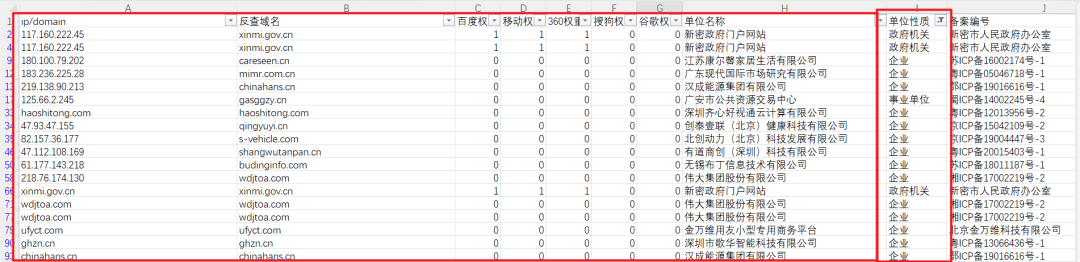 A B C D E F G H I J
1 ip/domain 反查域名 百度权 移动权 360权重 搜狗权 谷歌权 单位名称 单位性质 备案编号
117.160.222.45 xinmi.gov.cn 1 1 1 0 0 新密政府门户网站 政府机关 新密市人民政府办公室
117.160.222.45 xinmi.gov.cn 1 1 1 0 0 新密政府门户网站 政府机关 新密市人民政府办公室
180.100.79.202 careseen.cn 0 0 0 0 0 江苏康尔馨家居生活有限公司 企业 苏ICP备16002174号-1
183.236.225.28 mimr.com.cn 0 0 0 0 0 广东现代国际市场研究有限公司 企业 粤ICP备05046718号-1
219.138.90.213 chinahans.cn 0 0 0 0 0 汉成能源集团有限公司 企业 鄂ICP备19016616号-1
125.66.2.245 gasggzy.cn 0 0 0 0 0 广安市公共资源交易中心 事业单位 蜀ICP备14002245号-4
haoshitong.com haoshitong.com 0 0 0 0 0 深圳齐心好视通云计算有限公司 企业 粤ICP备12013956号-2
47.93.47.155 qingyuyi.cn 0 0 0 0 0 创泰壹联（北京）健康科技有限公司 企业 京ICP备15042109号-2
82.157.36.177 s-vehicle.com 0 0 0 0 0 北创动力（北京）科技发展有限公司 企业 京ICP备19004447号-3
47.112.108.169 shangwutanpan.cn 0 0 0 0 0 有道商创（深圳）科技有限公司 企业 粤ICP备20015403号-1
61.177.143.218 budinginfo.com 0 0 0 0 0 无锡布丁信息技术有限公司 企业 苏ICP备18011187号-1
218.76.174.130 wdjtoa.com 0 0 0 0 0 伟大集团股份有限公司 企业 湘ICP备17002219号-2
xinmi.gov.cn xinmi.gov.cn 1 1 1 0 0 新密政府门户网站 政府机关 新密市人民政府办公室
wdjtoa.com wdjtoa.com 0 0 0 0 0 伟大集团股份有限公司 企业 湘ICP备17002219号-2
wdjtoa.com wdjtoa.com 0 0 0 0 0 伟大集团股份有限公司 企业 湘ICP备17002219号-2
ufyct.com ufyct.com 0 0 0 0 0 金万维用友小型专用商务平台 企业 北京金万维科技有限公司
ghzn.cn ghzn.cn 0 0 0 0 0 深圳市歌华智能科技有限公司 企业 粤ICP备13066436号-1
chinahans.cn chinahans.cn 0 0 0 0 0 汉成能源集团有限公司 企业 鄂ICP备19016616号-1